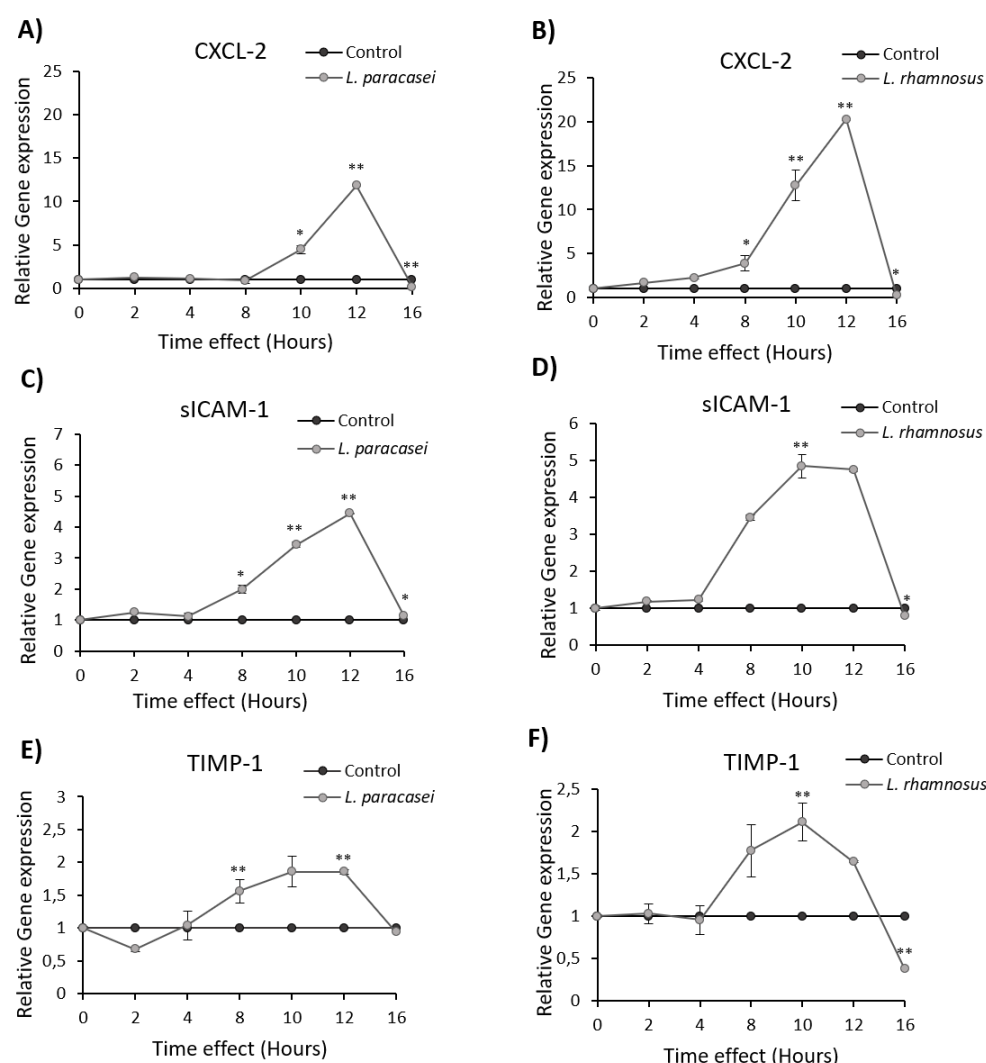 A)
CXCL-2
Control
L. paracasei
Relative Gene expression
25
20
15
10
5
0
*
**
**
0 2 4 8 10 12 16
Time effect (Hours)
B)
CXCL-2
Control
L. rhamnosus
Relative Gene expression
25
20
15
10
5
0
*
**
**
*
0 2 4 8 10 12 16
Time effect (Hours)
C)
sICAM-1
Control
L. paracasei
Relative Gene expression
7
6
5
4
3
2
1
0
*
**
**
*
0 2 4 8 10 12 16
Time effect (Hours)
D)
sICAM-1
Control
L. rhamnosus
Relative Gene expression
6
5
4
3
2
1
0
**
*
0 2 4 8 10 12 16
Time effect (Hours)
E)
TIMP-1
Control
L. paracasei
Relative Gene expression
3
2,5
2
1,5
1
0,5
0
**
**
0 2 4 8 10 12 16
Time effect (Hours)
F)
TIMP-1
Control
L. rhamnosus
Relative Gene expression
2,5
2
1,5
1
0,5
0
**
**
0 2 4 8 10 12 16
Time effect (Hours)